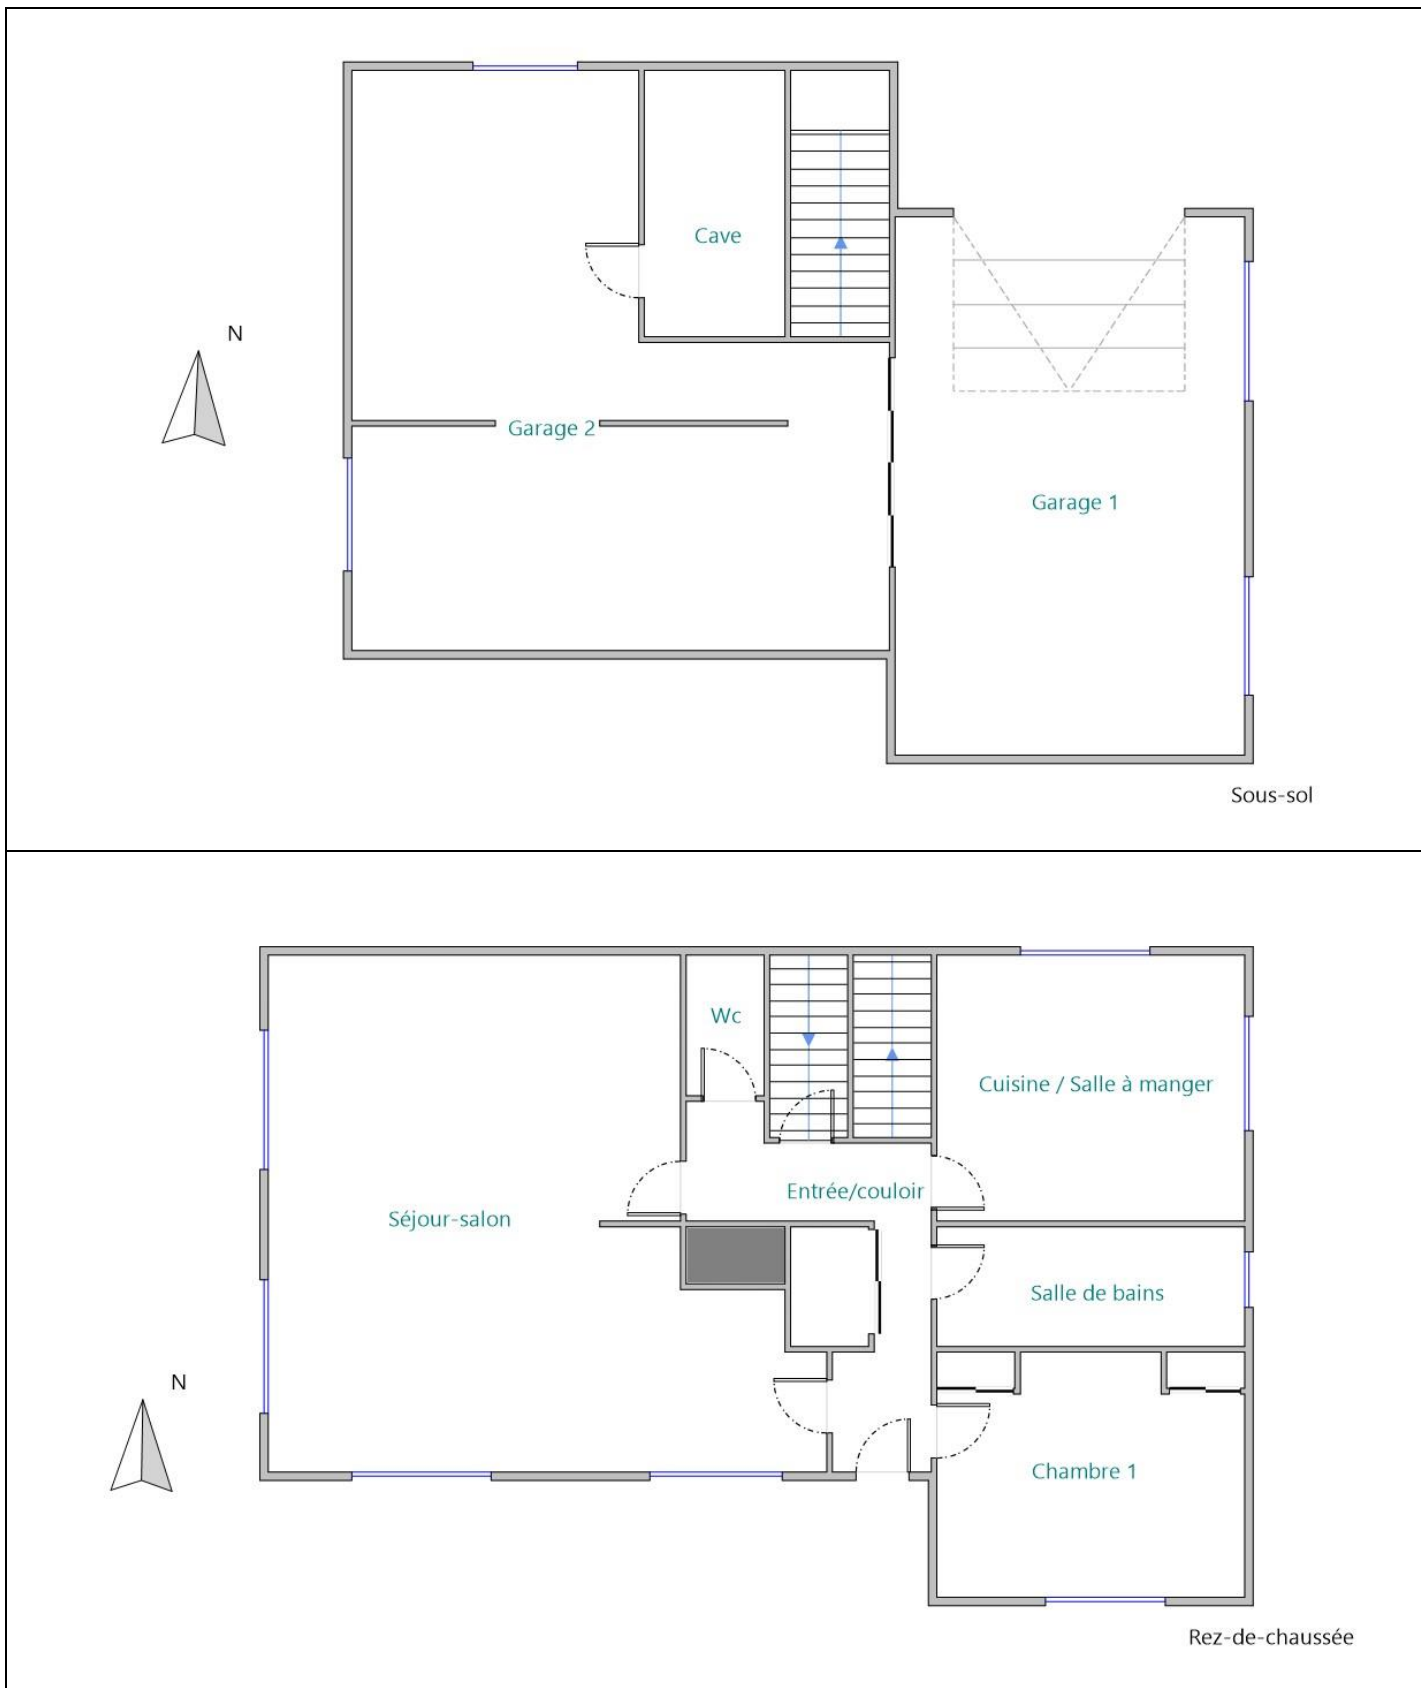 Cave
N
Garage 2
Garage 1
Sous-sol
Wc
Cuisine / Salle à manger
Entrée/couloir
Séjour-salon
Salle de bains
N
Chambre 1
Rez-de-chaussée